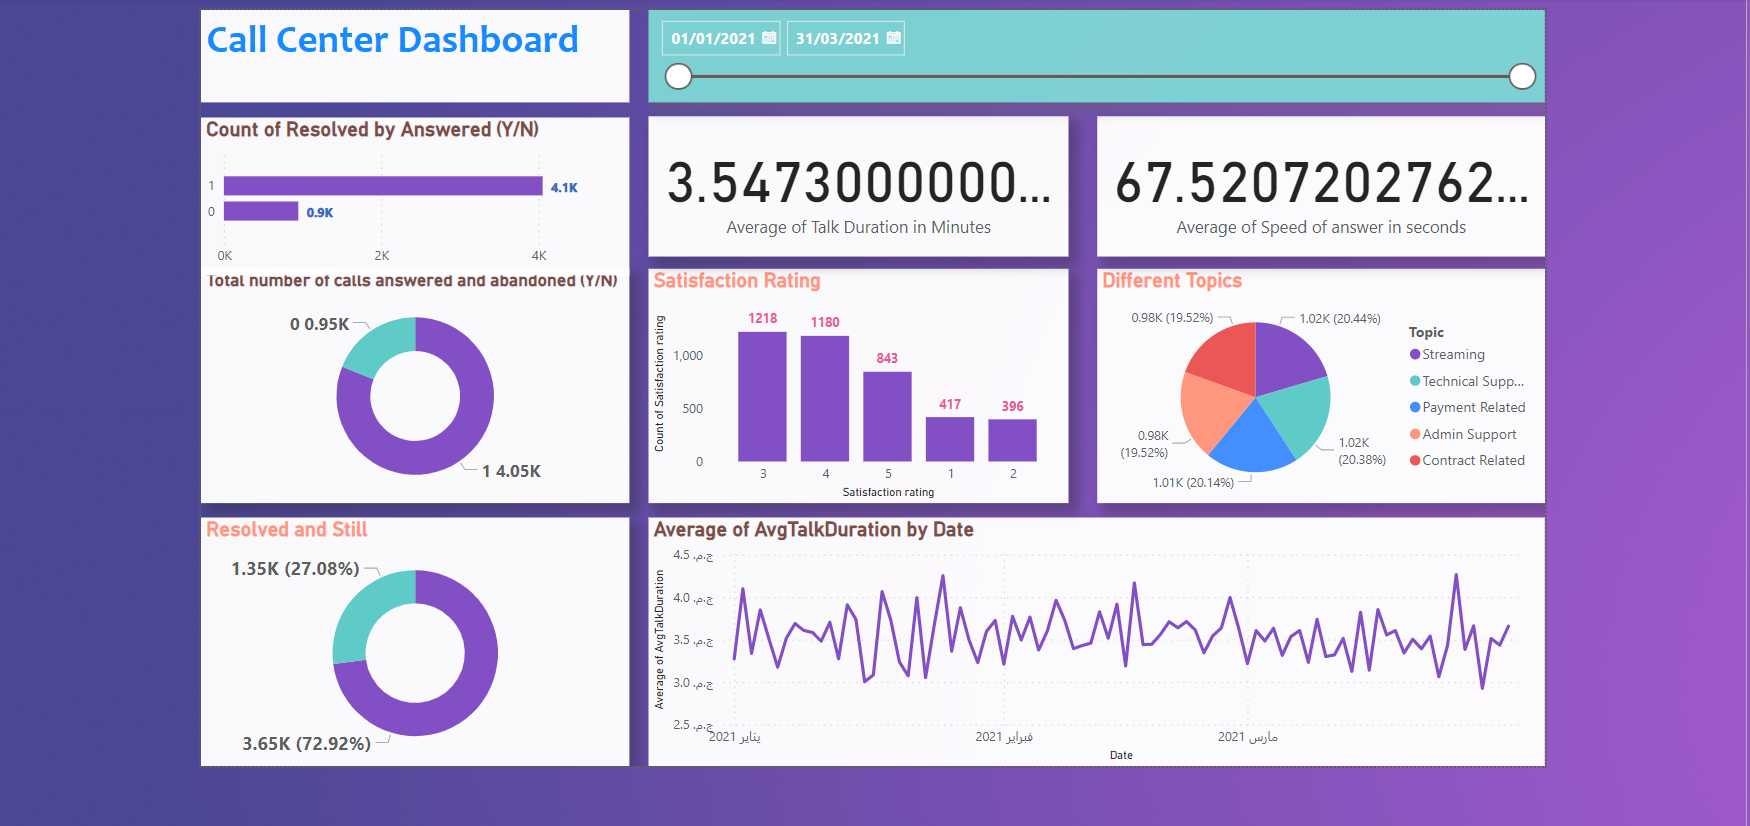 Call Center Dashboard
01/01/2021
31/03/2021
Count of Resolved by Answered (Y/N)
1
4.1K
0
0.9K
0K
2K
4K
3.5473000000...
Average of Talk Duration in Minutes
67.5207202762...
Average of Speed of answer in seconds
Total number of calls answered and abandoned (Y/N)
0 0.95K
1 4.05K
Satisfaction Rating
Count of Satisfaction rating
1,000
500
0
1218
1180
843
417
396
3
4
5
1
2
Satisfaction rating
Different Topics
0.98K (19.52%)
1.02K (20.44%)
0.98K
(19.52%)
1.02K
(20.38%)
1.01K (20.14%)
Topic
Streaming
Technical Supp...
Payment Related
Admin Support
Contract Related
Resolved and Still
1.35K (27.08%)
3.65K (72.92%)
Average of AvgTalkDuration by Date
Average of AvgTalkDuration
4.5 ج.م.
4.0 ج.م.
3.5 ج.م.
3.0 ج.م.
2.5 ج.م.
يناير 2021
فبراير 2021
مارس 2021
Date